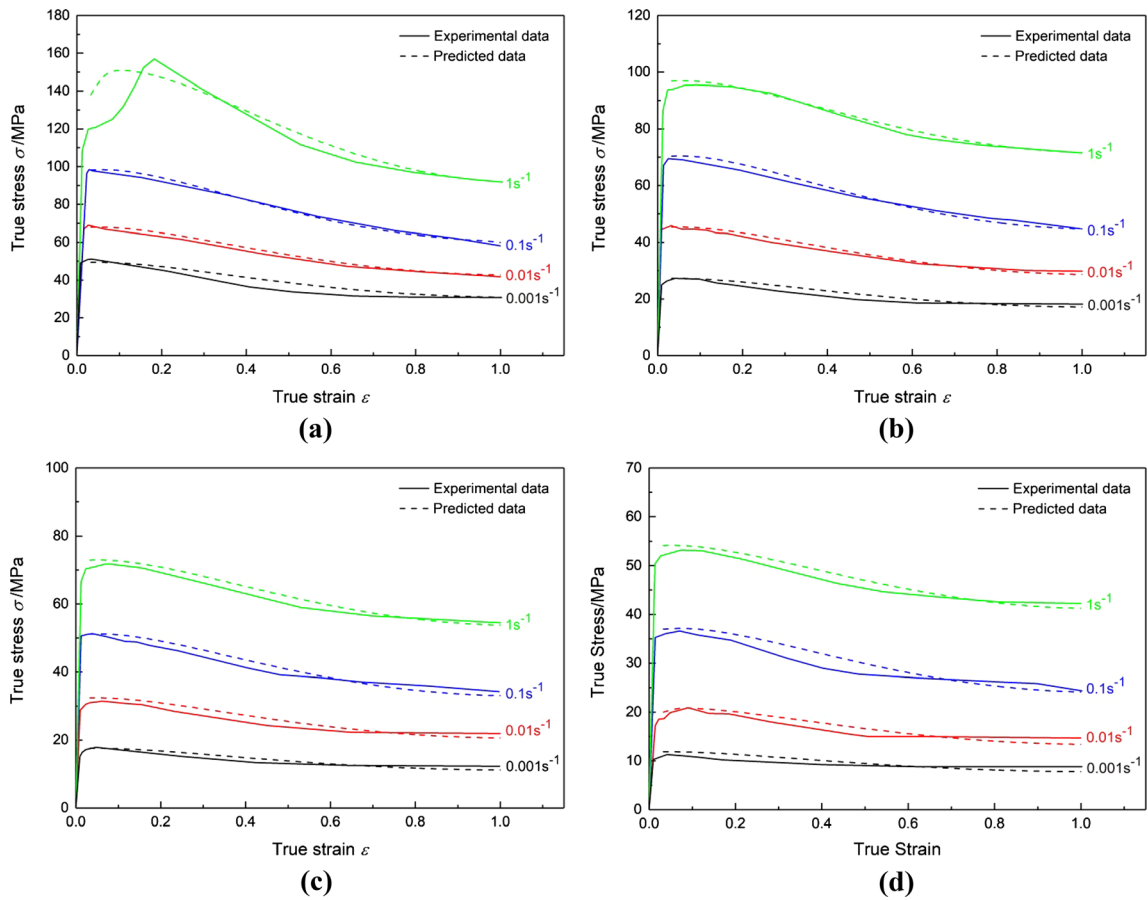 180
160
140
120
100
80
60
40
20
0
True stress σ/MPa
Experimental data
Predicted data
1s⁻¹
0.1s⁻¹
0.01s⁻¹
0.001s⁻¹
0.0 0.2 0.4 0.6 0.8 1.0
True strain ε
(a)
120
100
80
60
40
20
0
True stress σ/MPa
Experimental data
Predicted data
1s⁻¹
0.1s⁻¹
0.01s⁻¹
0.001s⁻¹
0.0 0.2 0.4 0.6 0.8 1.0
True strain ε
(b)
100
80
60
40
20
0
True stress σ/MPa
Experimental data
Predicted data
1s⁻¹
0.1s⁻¹
0.01s⁻¹
0.001s⁻¹
0.0 0.2 0.4 0.6 0.8 1.0
True strain ε
(c)
70
60
50
40
30
20
10
0
True Stress/MPa
Experimental data
Predicted data
1s⁻¹
0.1s⁻¹
0.01s⁻¹
0.001s⁻¹
0.0 0.2 0.4 0.6 0.8 1.0
True Strain
(d)